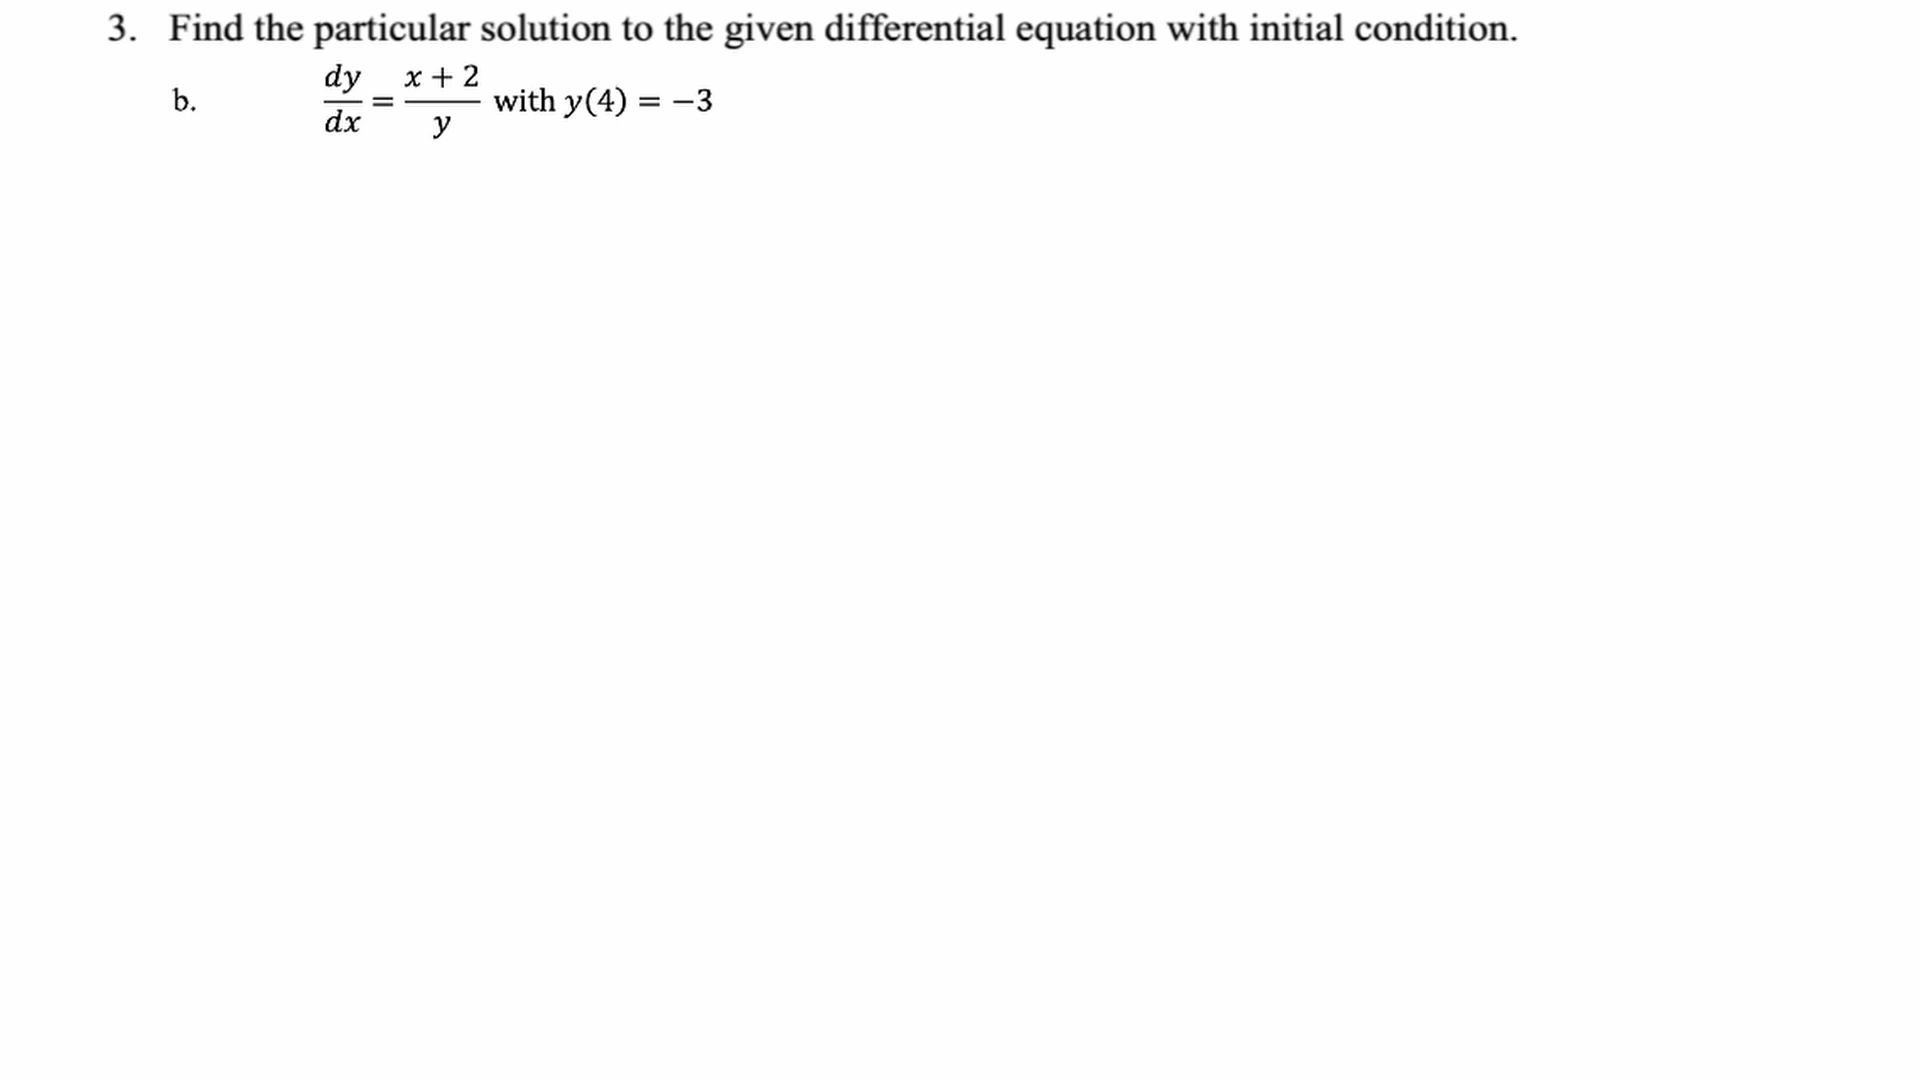 3. Find the particular solution to the given differential equation with initial condition.
b. dy/dx = x + 2/y with y(4) = −3